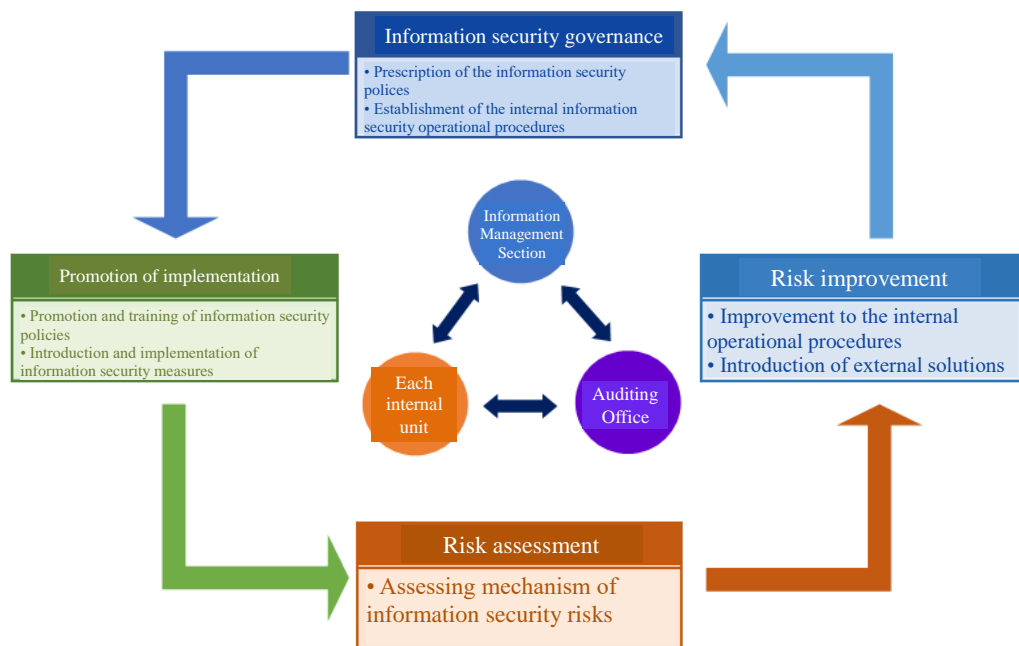 Information security governance
• Prescription of the information security
polices
• Establishment of the internal information
security operational procedures
Information
Management
Section
Promotion of implementation
• Promotion and training of information security
policies
• Introduction and implementation of
information security measures
Risk improvement
• Improvement to the internal
operational procedures
• Introduction of external solutions
Each
internal
unit
Auditing
Office
Risk assessment
• Assessing mechanism of
information security risks